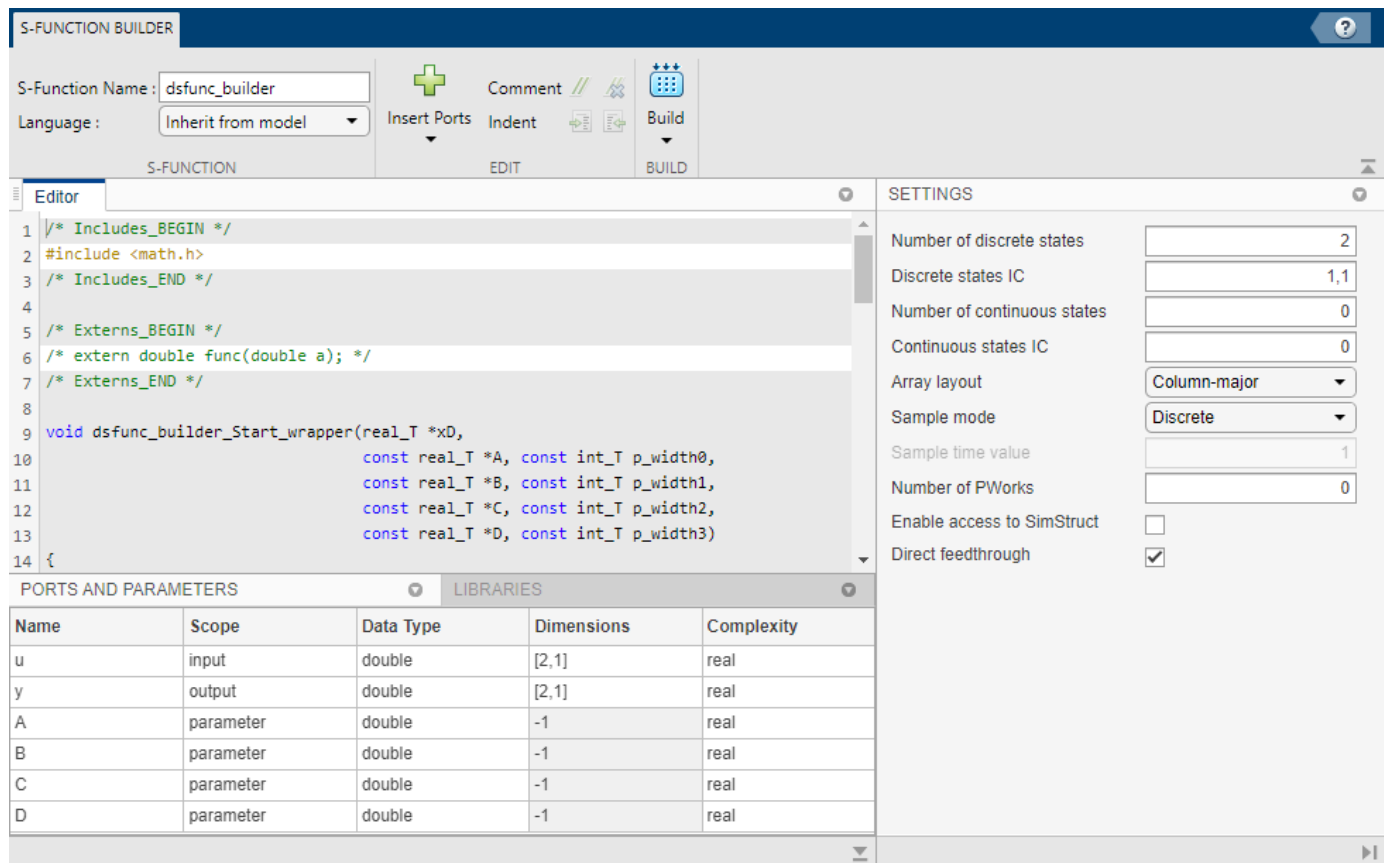 S-FUNCTION BUILDER
?
S-Function Name : dsfunc_builder
Language : Inherit from model
S-FUNCTION
Insert Ports
Comment
Indent
EDIT
Build
BUILD
Editor
1 /* Includes_BEGIN */
2 #include <math.h>
3 /* Includes_END */
4
5 /* Externs_BEGIN */
6 /* extern double func(double a); */
7 /* Externs_END */
8
9 void dsfunc_builder_Start_wrapper(real_T *xD,
10 const real_T *A, const int_T p_width0,
11 const real_T *B, const int_T p_width1,
12 const real_T *C, const int_T p_width2,
13 const real_T *D, const int_T p_width3)
14 {
PORTS AND PARAMETERS
LIBRARIES
Name Scope Data Type Dimensions Complexity
u input double [2,1] real
y output double [2,1] real
A parameter double -1 real
B parameter double -1 real
C parameter double -1 real
D parameter double -1 real
SETTINGS
Number of discrete states 2
Discrete states IC 1,1
Number of continuous states 0
Continuous states IC 0
Array layout Column-major
Sample mode Discrete
Sample time value 1
Number of PWorks 0
Enable access to SimStruct
Direct feedthrough